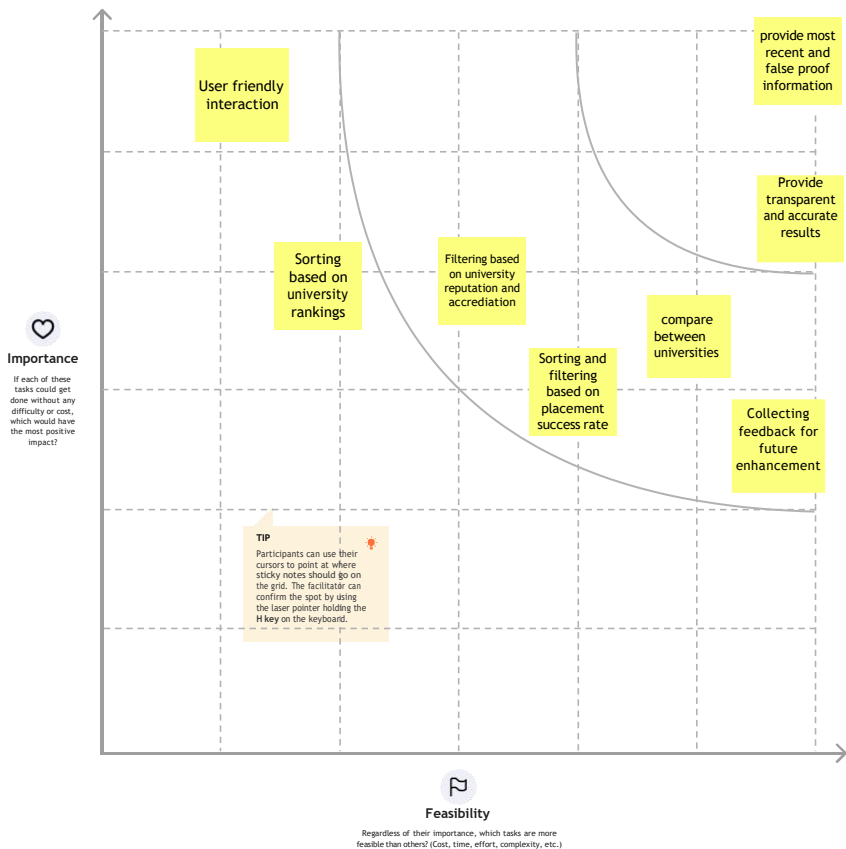 provide most
recent and
false proof
information
User friendly
interaction
Provide
transparent
and accurate
results
Sorting
based on
university
rankings
Filtering based
on university
reputation and
accrediation
compare
between
universities
Sorting and
filtering
based on
placement
success rate
Collecting
feedback for
future
enhancement
Importance
If each of these
tasks could get
done without any
difficulty or cost,
which would have
the most positive
impact?
TIP
Participants can use their
cursors to point at where
sticky notes should go on
the grid. The facilitator can
confirm the spot by using
the laser pointer holding the
H key on the keyboard.
Feasibility
Regardless of their importance, which tasks are more
feasible than others? (Cost, time, effort, complexity, etc.)